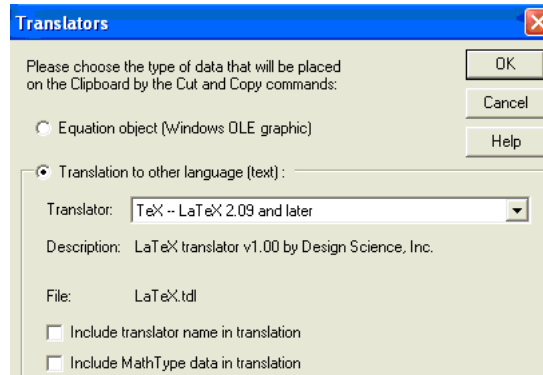 Translators
Please choose the type of data that will be placed
on the Clipboard by the Cut and Copy commands:
OK
Cancel
Help
Equation object (Windows OLE graphic)
Translation to other language (text) :
Translator: TeX -- LaTeX 2.09 and later
Description: LaTeX translator v1.00 by Design Science, Inc.
File: LaTeX.tdl
Include translator name in translation
Include MathType data in translation